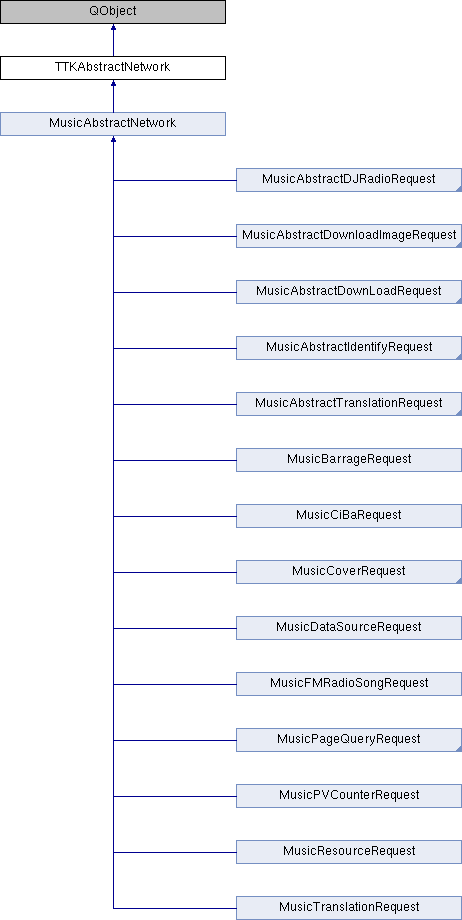 QObject
TTKAbstractNetwork
MusicAbstractNetwork
MusicAbstractDJRadioRequest
MusicAbstractDownloadImageRequest
MusicAbstractDownLoadRequest
MusicAbstractIdentifyRequest
MusicAbstractTranslationRequest
MusicBarrageRequest
MusicCiBaRequest
MusicCoverRequest
MusicDataSourceRequest
MusicFMRadioSongRequest
MusicPageQueryRequest
MusicPVCounterRequest
MusicResourceRequest
MusicTranslationRequest